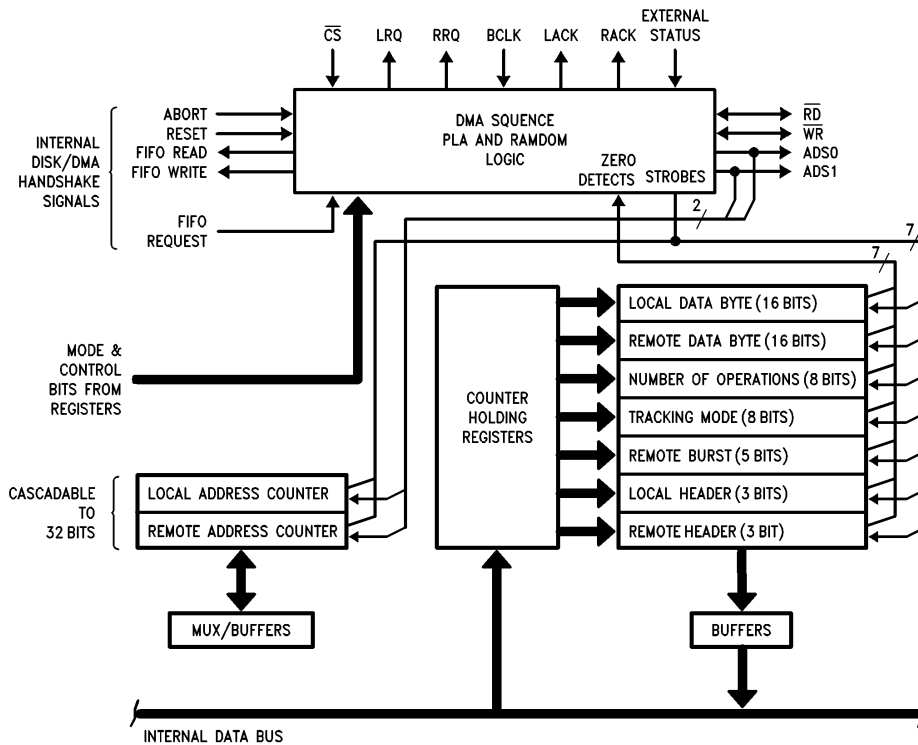 EXTERNAL
STATUS
CS LRQ RRQ BCLK LACK RACK
INTERNAL
DISK/DMA
HANDSHAKE
SIGNALS
ABORT
RESET
FIFO READ
FIFO WRITE
FIFO
REQUEST
DMA SQUENCE
PLA AND RAMDOM
LOGIC
ZERO
DETECTS
STROBES
RD
WR
ADS0
ADS1
2
7
7
MODE &
CONTROL
BITS FROM
REGISTERS
COUNTER
HOLDING
REGISTERS
LOCAL DATA BYTE (16 BITS)
REMOTE DATA BYTE (16 BITS)
NUMBER OF OPERATIONS (8 BITS)
TRACKING MODE (8 BITS)
REMOTE BURST (5 BITS)
LOCAL HEADER (3 BITS)
REMOTE HEADER (3 BIT)
CASCADABLE
TO
32 BITS
LOCAL ADDRESS COUNTER
REMOTE ADDRESS COUNTER
MUX/BUFFERS
BUFFERS
INTERNAL DATA BUS